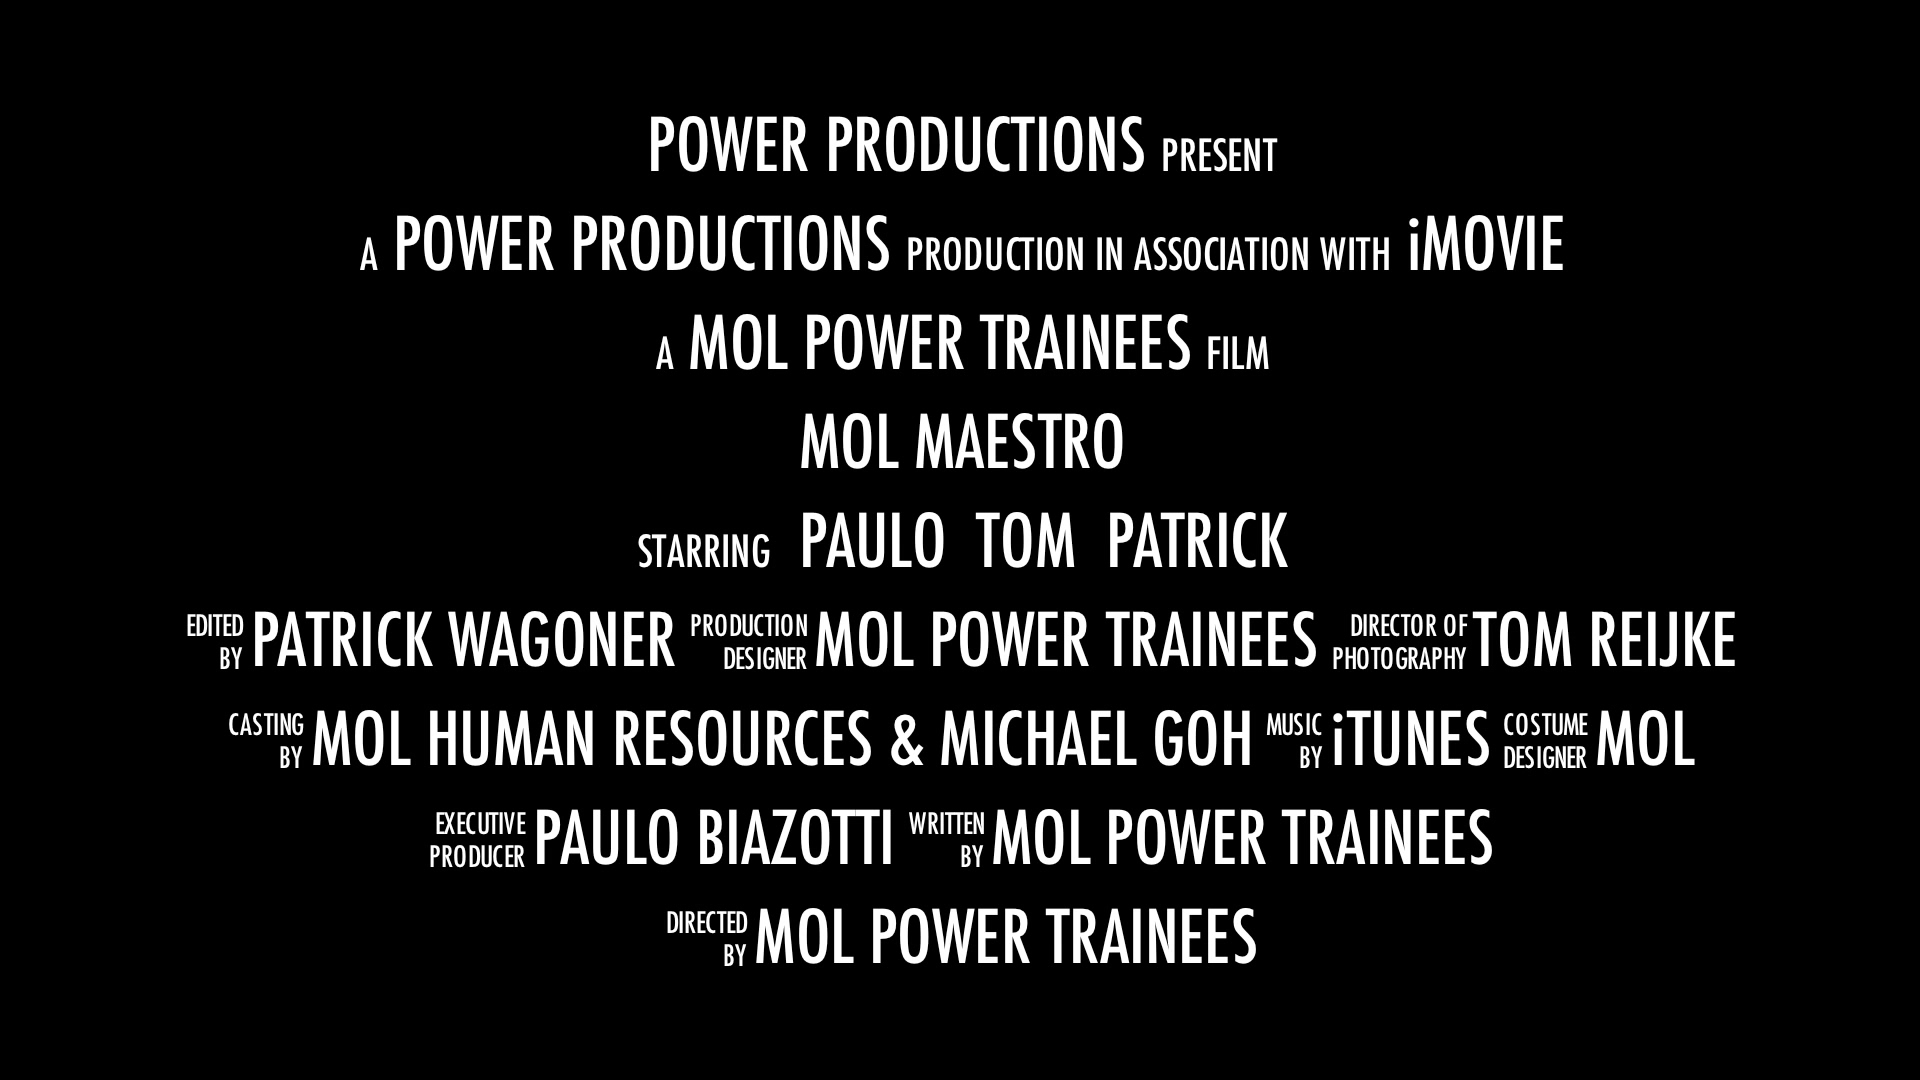 POWER PRODUCTIONS PRESENT
A POWER PRODUCTIONS PRODUCTION IN ASSOCIATION WITH iMOVIE
A MOL POWER TRAINEES FILM
MOL MAESTRO
STARRING PAULO TOM PATRICK
EDITED BY PATRICK WAGONER PRODUCTION DESIGNER MOL POWER TRAINEES DIRECTOR OF PHOTOGRAPHY TOM REIJKE
CASTING BY MOL HUMAN RESOURCES & MICHAEL GOH MUSIC BY iTUNES COSTUME DESIGNER MOL
EXECUTIVE PRODUCER PAULO BIAZOTTI WRITTEN BY MOL POWER TRAINEES
DIRECTED BY MOL POWER TRAINEES